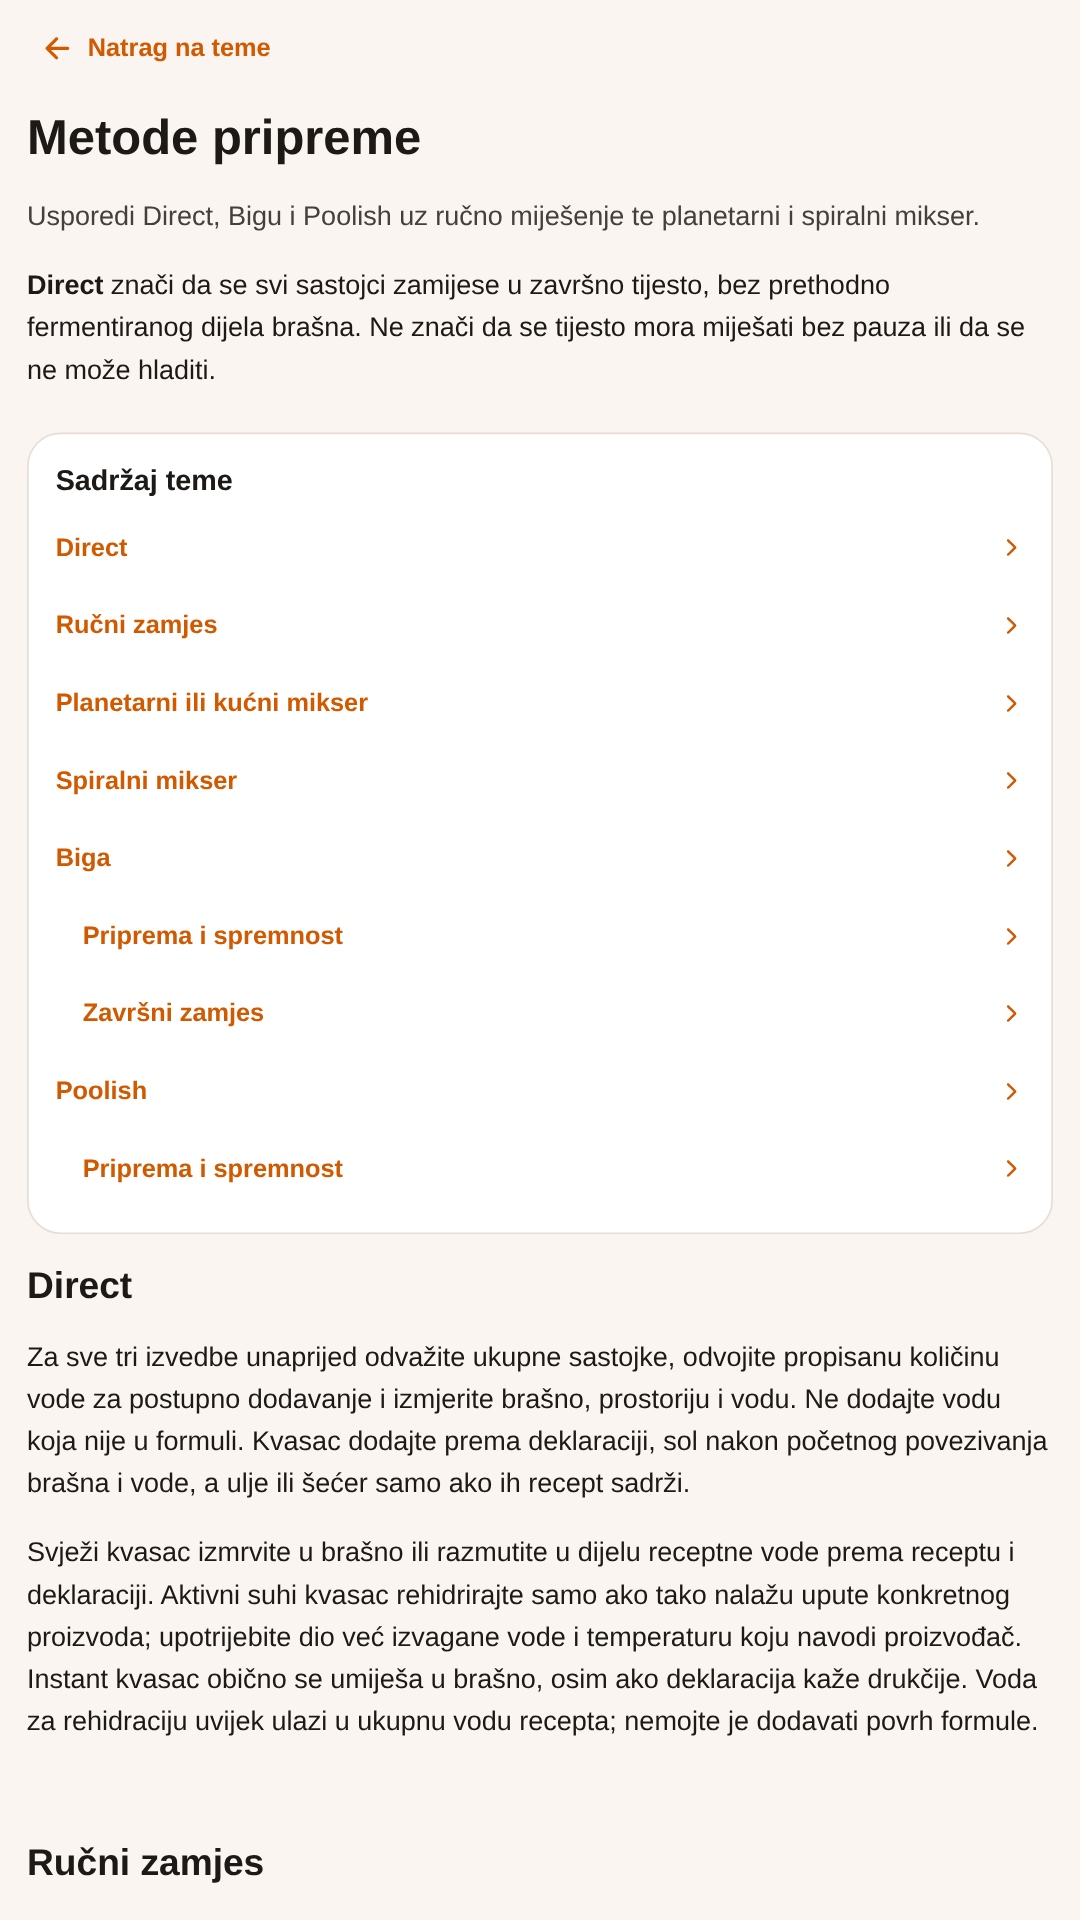 Natrag na teme
Metode pripreme
Usporedi Direct, Bigu i Poolish uz ručno miješenje te planetarni i spiralni mikser.
Direct znači da se svi sastojci zamijese u završno tijesto, bez prethodno
fermentiranog dijela brašna. Ne znači da se tijesto mora miješati bez pauza ili da se
ne može hladiti.
Sadržaj teme
Direct
Ručni zamjes
Planetarni ili kućni mikser
Spiralni mikser
Biga
Priprema i spremnost
Završni zamjes
Poolish
Priprema i spremnost
Direct
Za sve tri izvedbe unaprijed odvažite ukupne sastojke, odvojite propisanu količinu
vode za postupno dodavanje i izmjerite brašno, prostoriju i vodu. Ne dodajte vodu
koja nije u formuli. Kvasac dodajte prema deklaraciji, sol nakon početnog povezivanja
brašna i vode, a ulje ili šećer samo ako ih recept sadrži.
Svježi kvasac izmrvite u brašno ili razmutite u dijelu receptne vode prema receptu i
deklaraciji. Aktivni suhi kvasac rehidrirajte samo ako tako nalažu upute konkretnog
proizvoda; upotrijebite dio već izvagane vode i temperaturu koju navodi proizvođač.
Instant kvasac obično se umiješa u brašno, osim ako deklaracija kaže drukčije. Voda
za rehidraciju uvijek ulazi u ukupnu vodu recepta; nemojte je dodavati povrh formule.
Ručni zamjes